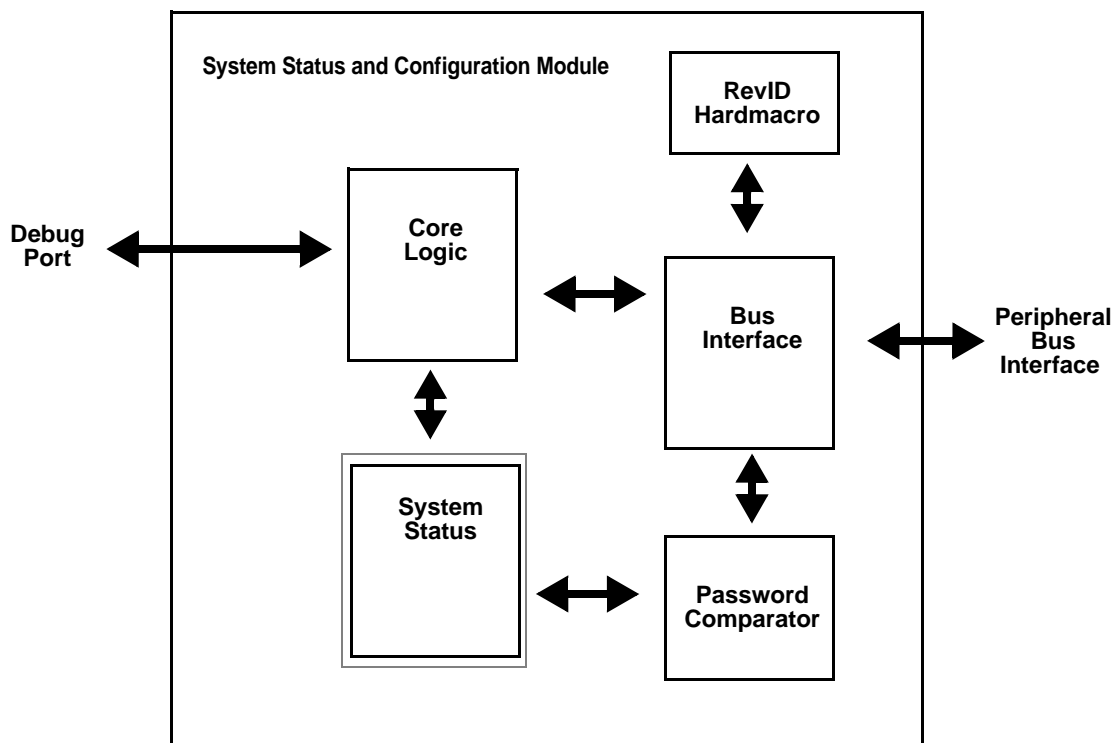 System Status and Configuration Module
RevID
Hardmacro
Debug
Port
Core
Logic
Bus
Interface
Peripheral
Bus
Interface
System
Status
Password
Comparator